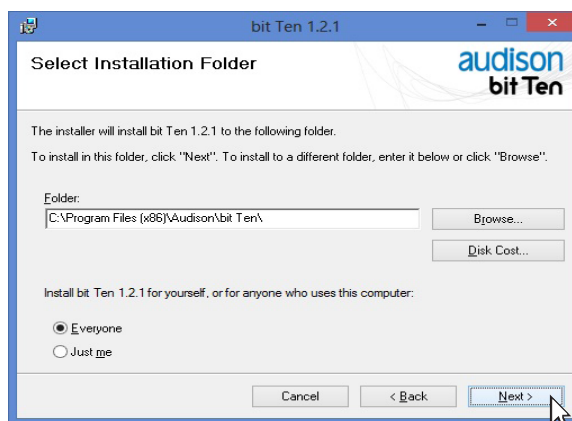 bit Ten 1.2.1
Select Installation Folder
audison
bit Ten
The installer will install bit Ten 1.2.1 to the following folder.
To install in this folder, click "Next". To install to a different folder, enter it below or click "Browse".
Folder:
C:\Program Files (x86)\Audison\bit Ten\
Browse...
Disk Cost...
Install bit Ten 1.2.1 for yourself, or for anyone who uses this computer:
Everyone
Just me
Cancel
< Back
Next >